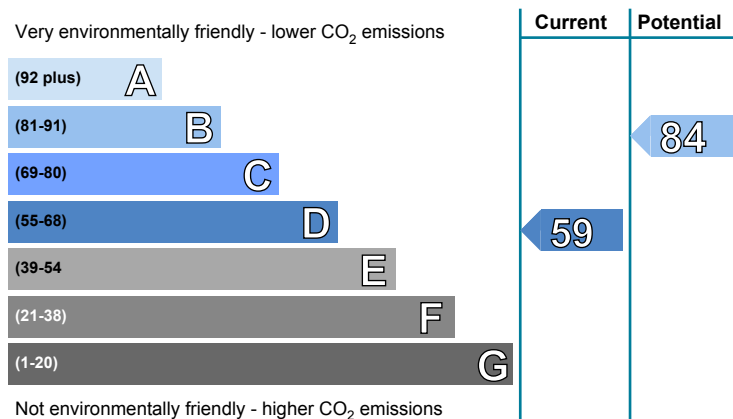 Current Potential
Very environmentally friendly - lower CO₂ emissions
(92 plus) A
(81-91) B
84
(69-80) C
(55-68) D
59
(39-54 E
(21-38) F
(1-20) G
Not environmentally friendly - higher CO₂ emissions